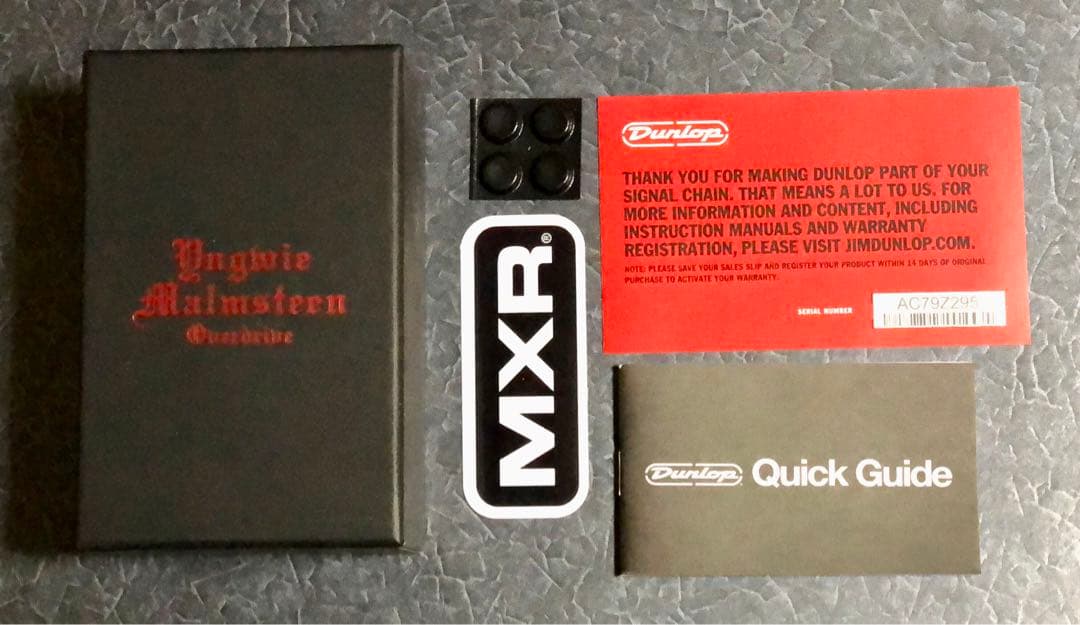 Yngwie
Malmsteen
Overdrive
MXR®
Dunlop
THANK YOU FOR MAKING DUNLOP PART OF YOUR
SIGNAL CHAIN. THAT MEANS A LOT TO US. FOR
MORE INFORMATION AND CONTENT, INCLUDING
INSTRUCTION MANUALS AND WARRANTY
REGISTRATION, PLEASE VISIT JIMDUNLOP.COM.
NOTE: PLEASE SAVE YOUR SALES SLIP AND REGISTER YOUR PRODUCT WITHIN 14 DAYS OF ORIGINAL
PURCHASE TO ACTIVATE YOUR WARRANTY.
SERIAL NUMBER
AC79Z295
Dunlop Quick Guide